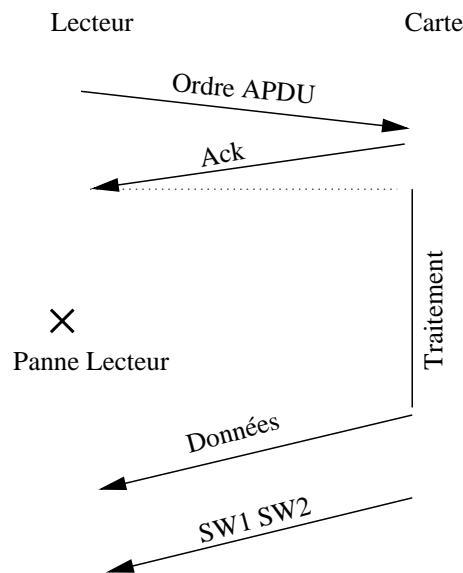 Lecteur
Carte
Ordre APDU
Ack
Traitement
Panne Lecteur
Données
SW1 SW2